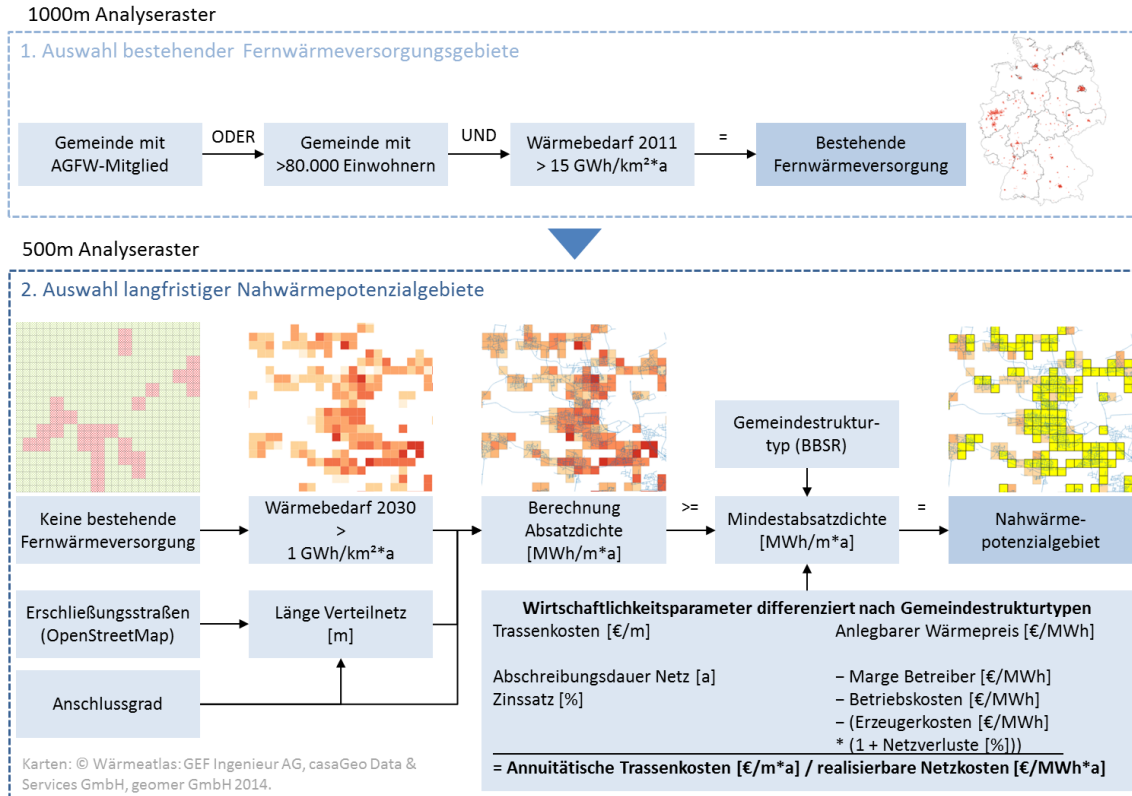 1000m Analyseraster
1. Auswahl bestehender Fernwärmeversorgungsgebiete
Gemeinde mit
AGFW-Mitglied
ODER
Gemeinde mit
>80.000 Einwohnern
UND
Wärmebedarf 2011
> 15 GWh/km²*a
=
Bestehende
Fernwärmeversorgung
500m Analyseraster
2. Auswahl langfristiger Nahwärmepotenzialgebiete
Gemeindestruktur-
typ (BBSR)
Keine bestehende
Fernwärmeversorgung
Wärmebedarf 2030
>
1 GWh/km²*a
Berechnung
Absatzdichte
[MWh/m*a]
>=
Mindestabsatzdichte
[MWh/m*a]
=
Nahwärme-
potenzialgebiet
Erschließungsstraßen
(OpenStreetMap)
Länge Verteilnetz
[m]
Anschlussgrad
Wirtschaftlichkeitsparameter differenziert nach Gemeindestrukturtypen
Trassenkosten [€/m]
Abschreibungsdauer Netz [a]
Zinssatz [%]
Anlegbarer Wärmepreis [€/MWh]
– Marge Betreiber [€/MWh]
– Betriebskosten [€/MWh]
– (Erzeugerkosten [€/MWh]
* (1 + Netzverluste [%]))
= Annuitätische Trassenkosten [€/m*a] / realisierbare Netzkosten [€/MWh*a]
Karten: © Wärmeatlas: GEF Ingenieur AG, casaGeo Data &
Services GmbH, geomer GmbH 2014.